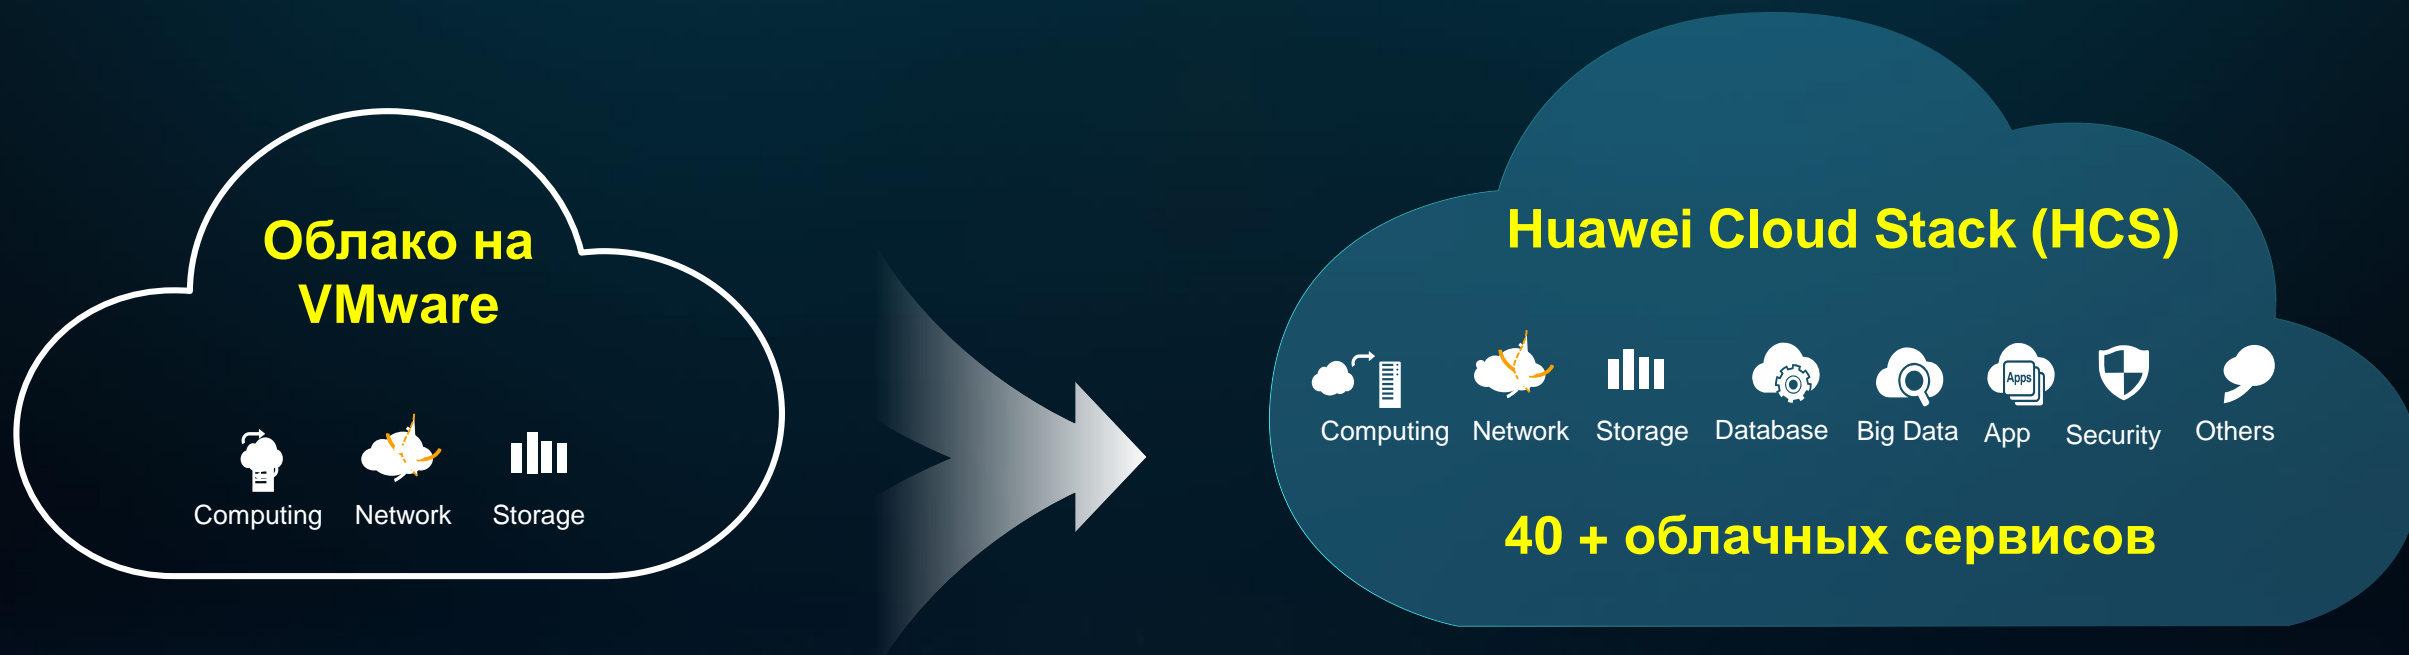 Облако на
VMware
Computing
Network
Storage
Huawei Cloud Stack (HCS)
Apps
Computing
Network
Storage
Database
Big Data
App
Security
Others
40 + облачных сервисов